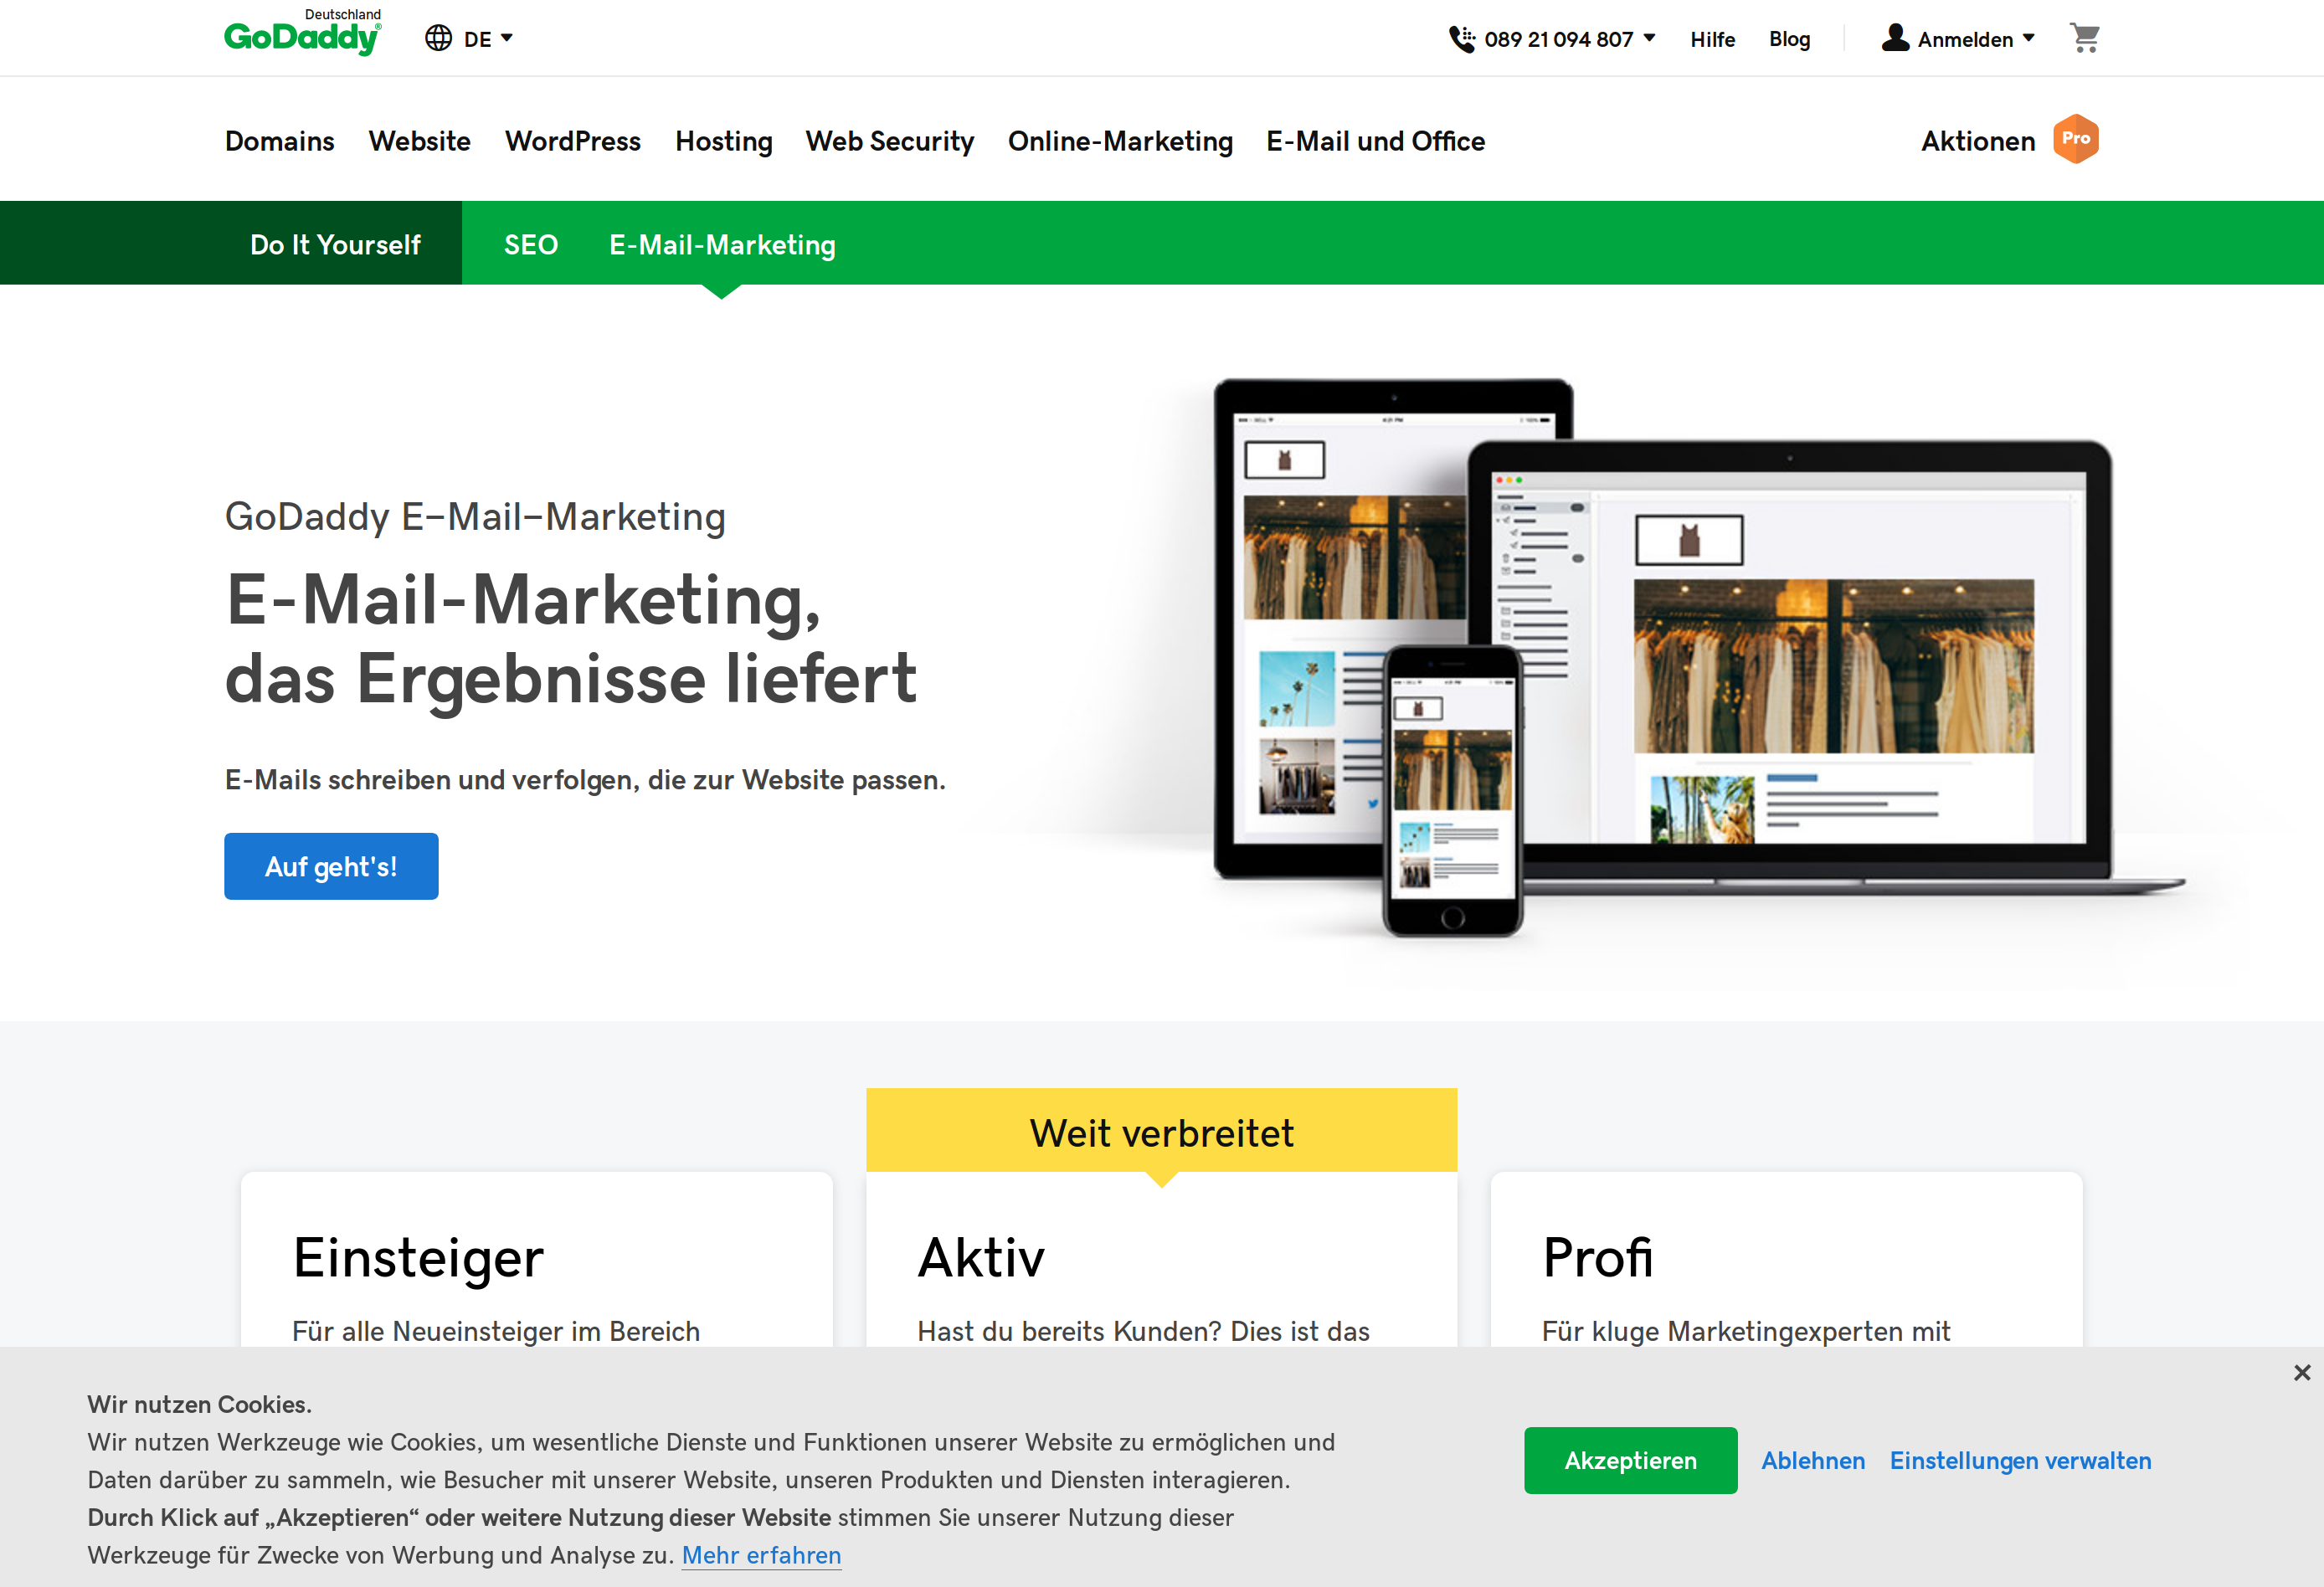 Deutschland
GoDaddy®
DE
089 21 094 807
Hilfe
Blog
Anmelden
Domains
Website
WordPress
Hosting
Web Security
Online-Marketing
E-Mail und Office
Aktionen
Pro
Do It Yourself
SEO
E-Mail-Marketing
GoDaddy E-Mail-Marketing
E-Mail-Marketing,
das Ergebnisse liefert
E-Mails schreiben und verfolgen, die zur Website passen.
Auf geht's!
Weit verbreitet
Einsteiger
Für alle Neueinsteiger im Bereich
Aktiv
Hast du bereits Kunden? Dies ist das
Profi
Für kluge Marketingexperten mit
Wir nutzen Cookies.
Wir nutzen Werkzeuge wie Cookies, um wesentliche Dienste und Funktionen unserer Website zu ermöglichen und
Daten darüber zu sammeln, wie Besucher mit unserer Website, unseren Produkten und Diensten interagieren.
Durch Klick auf „Akzeptieren“ oder weitere Nutzung dieser Website stimmen Sie unserer Nutzung dieser
Werkzeuge für Zwecke von Werbung und Analyse zu. Mehr erfahren
Akzeptieren
Ablehnen
Einstellungen verwalten